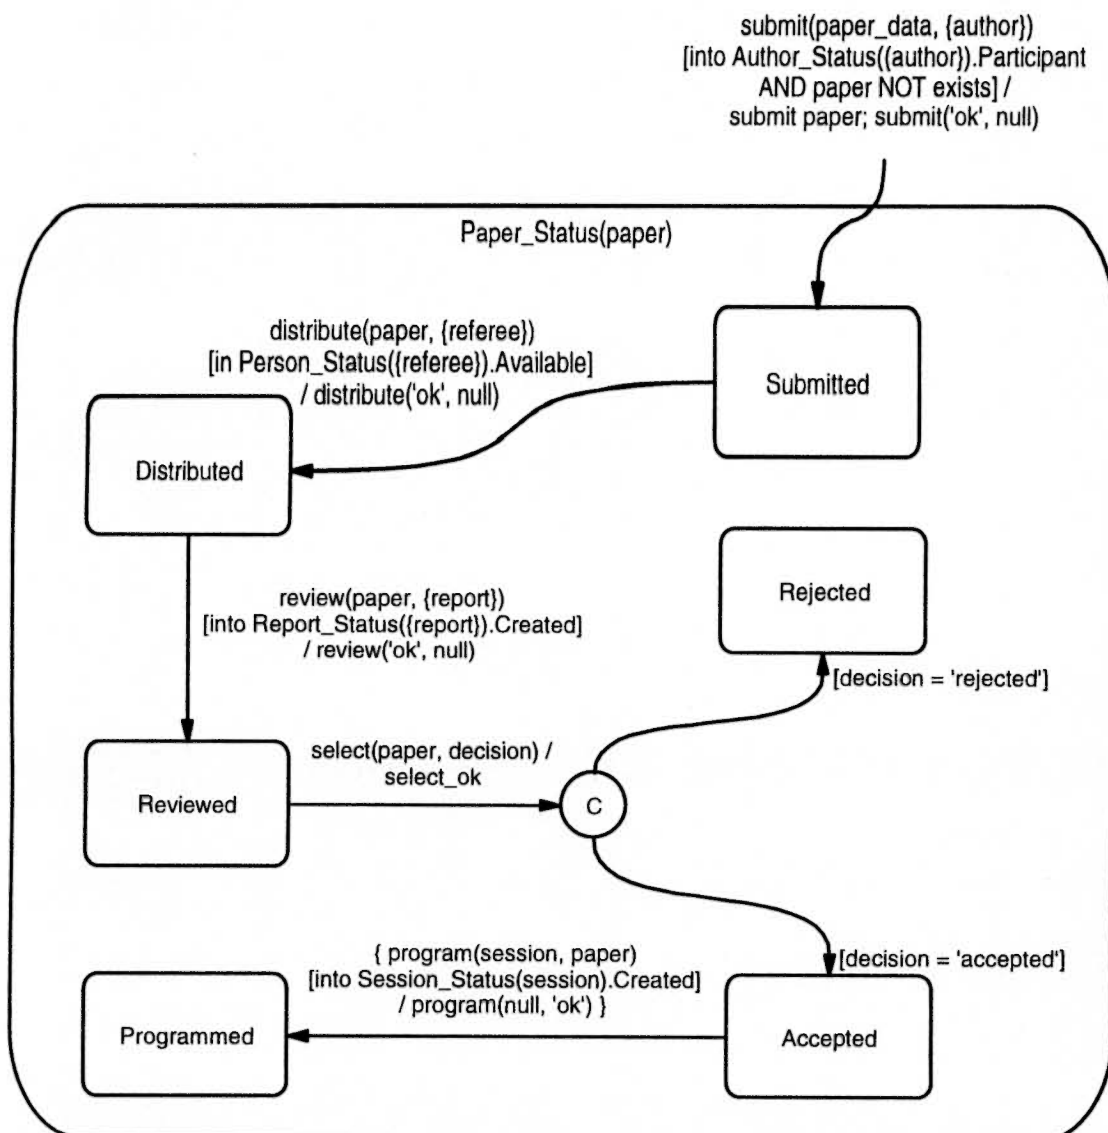 submit(paper_data, {author})
[into Author_Status({author}).Participant
AND paper NOT exists] /
submit paper; submit('ok', null)
Paper_Status(paper)
distribute(paper, {referee})
[in Person_Status({referee}).Available]
/ distribute('ok', null)
Submitted
Distributed
Rejected
review(paper, {report})
[into Report_Status({report}).Created]
/ review('ok', null)
[decision = 'rejected']
select(paper, decision) /
select_ok
Reviewed
C
{ program(session, paper)
[into Session_Status(session).Created]
/ program(null, 'ok') }
[decision = 'accepted']
Programmed
Accepted